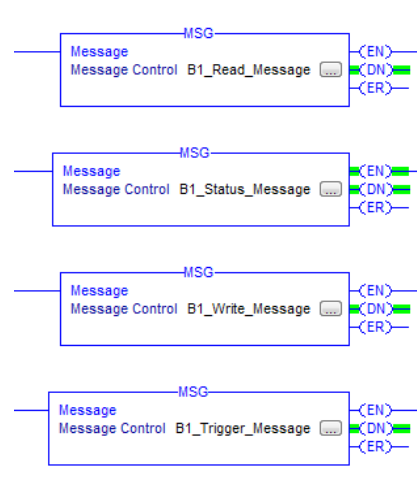 MSG
Message (EN)
Message Control B1_Read_Message ... (DN)
(ER)
MSG
Message (EN)
Message Control B1_Status_Message ... (DN)
(ER)
MSG
Message (EN)
Message Control B1_Write_Message ... (DN)
(ER)
MSG
Message (EN)
Message Control B1_Trigger_Message ... (DN)
(ER)